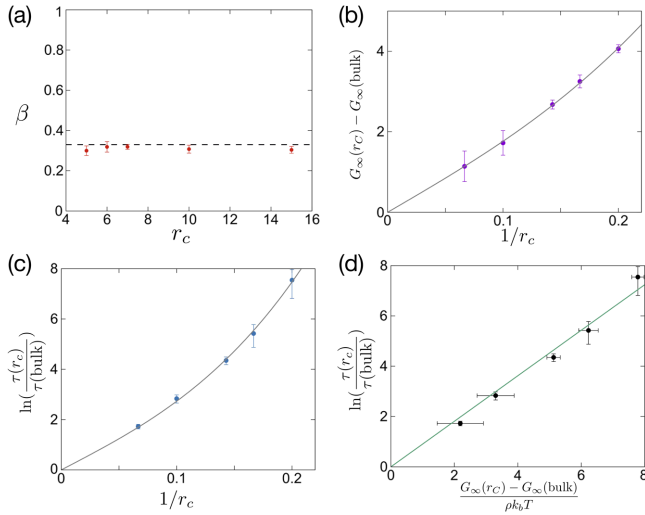 (a)
1
0.8
0.6
0.4
0.2
0
β
4 6 8 10 12 14 16
r_c
(b)
4
2
0
G_∞(r_C) − G_∞(bulk)
0 0.1 0.2
1/r_c
(c)
8
6
4
2
0
ln(τ(r_c)/τ(bulk))
0.1 0.2
1/r_c
(d)
8
6
4
2
0
ln(τ(r_c)/τ(bulk))
2 4 6 8
G_∞(r_C) − G_∞(bulk)
ρk_bT